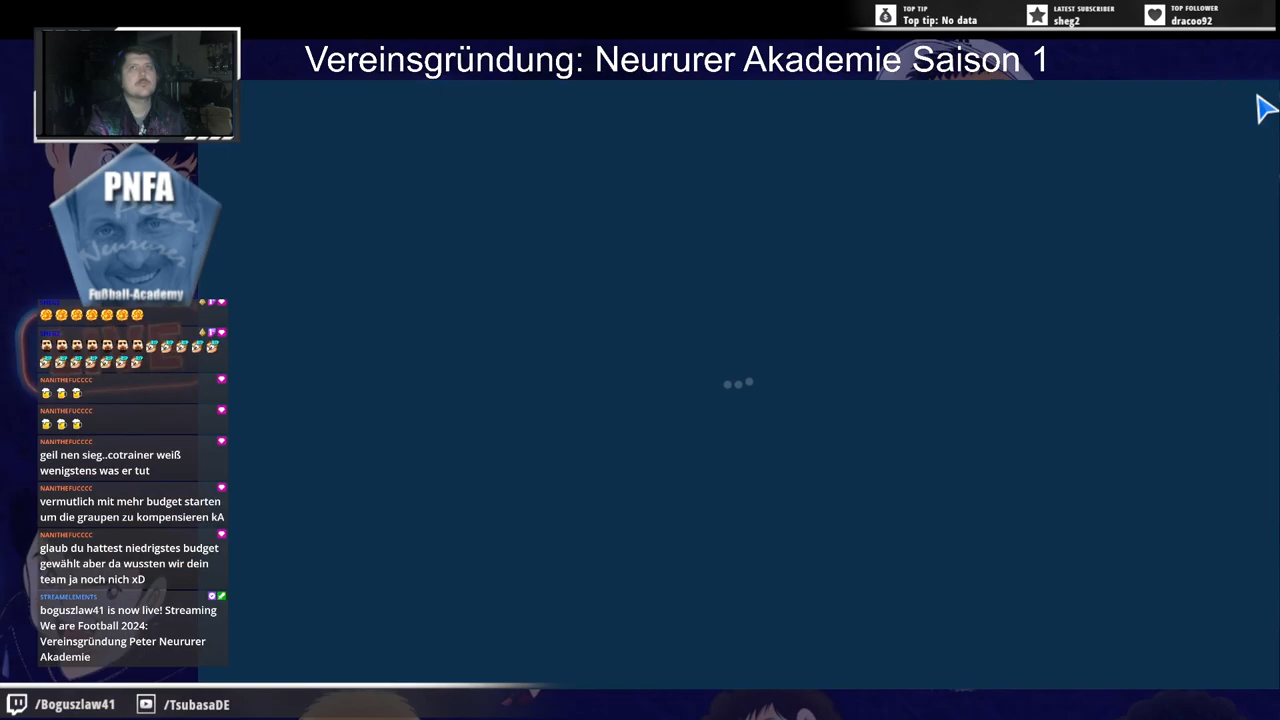 TOP TIP
Top tip: No data
LATEST SUBSCRIBER
sheg2
TOP FOLLOWER
dracoo92
Vereinsgründung: Neururer Akademie Saison 1
PNFA
Peter
Neururer
Fußball-Academy
NANITHEFUCCCC
NANITHEFUCCCC
NANITHEFUCCCC
geil nen sieg..cotrainer weiß
wenigstens was er tut
NANITHEFUCCCC
vermutlich mit mehr budget starten
um die graupen zu kompensieren kA
NANITHEFUCCCC
glaub du hattest niedrigstes budget
gewählt aber da wussten wir dein
team ja noch nich xD
STREAMELEMENTS
boguszlaw41 is now live! Streaming
We are Football 2024:
Vereinsgründung Peter Neururer
Akademie
/Boguszlaw41
/TsubasaDE